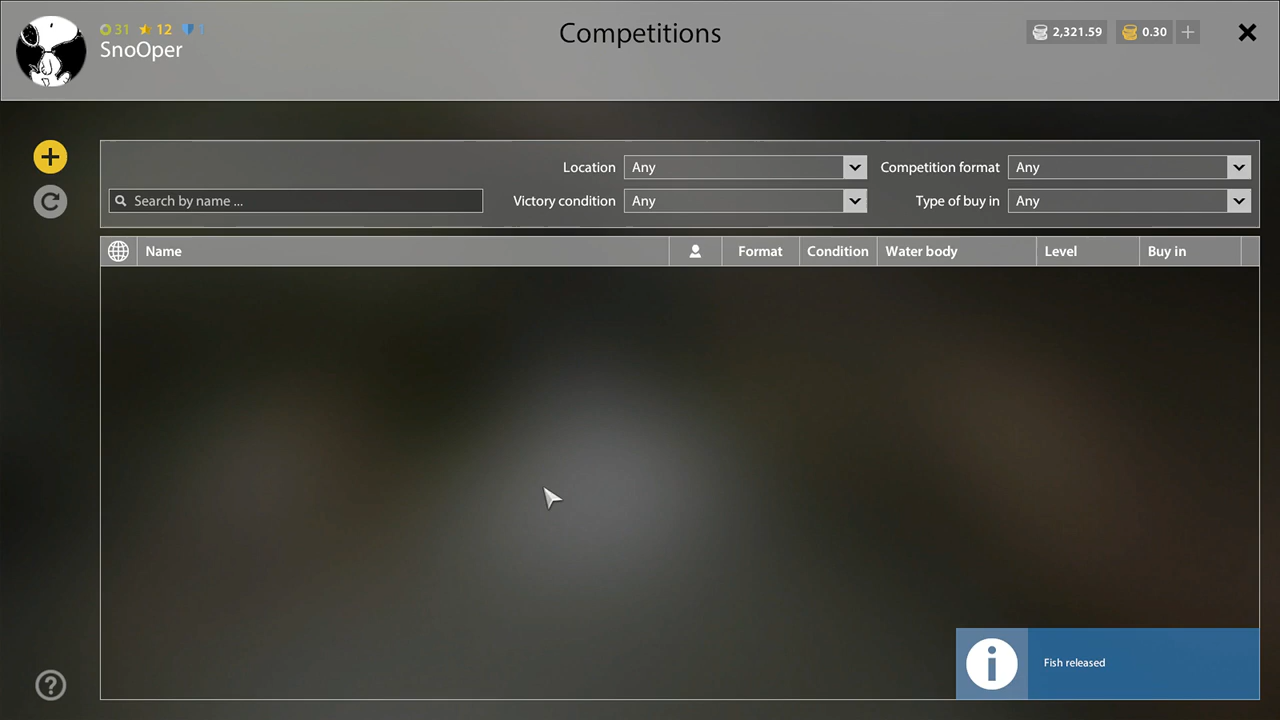 31 12 1
SnoOper
Competitions
2,321.59 0.30
Location Any Competition format Any
Search by name ... Victory condition Any Type of buy in Any
Name Format Condition Water body Level Buy in
Fish released